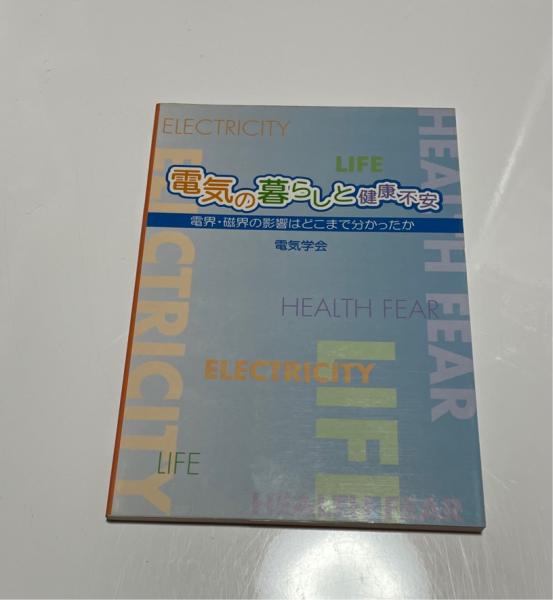 ELECTRICITY
LIFE
HEALTH FEAR
ELECTRICITY
電気の暮らしと健康不安
電界・磁界の影響はどこまで分かったか
電気学会
HEALTH FEAR
LIFE
ELECTRICITY
LIFE
HEALTH FEAR